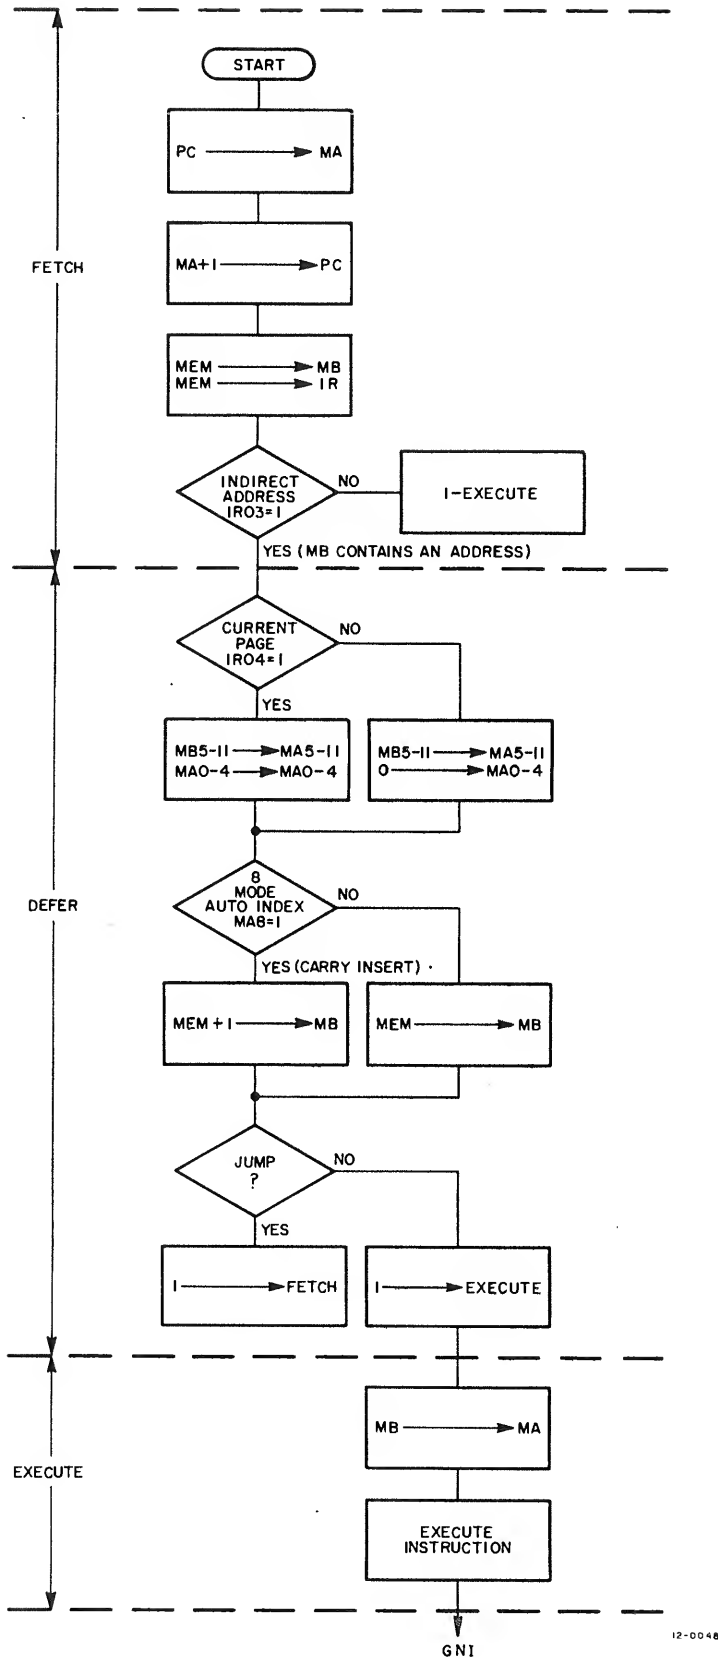 START
PC MA
FETCH
MA+1 PC
MEM MB
MEM IR
INDIRECT
ADDRESS
IR03=1
NO
1-EXECUTE
YES (MB CONTAINS AN ADDRESS)
CURRENT
PAGE
IR04=1
NO
YES
MB5-11 MA5-11
MA0-4 MA0-4
MB5-11 MA5-11
0 MA0-4
DEFER
8
MODE
AUTO INDEX
MA8=1
NO
YES (CARRY INSERT)
MEM+1 MB
MEM MB
JUMP
?
NO
YES
1 FETCH
1 EXECUTE
EXECUTE
MB MA
EXECUTE
INSTRUCTION
GNI
12-0048